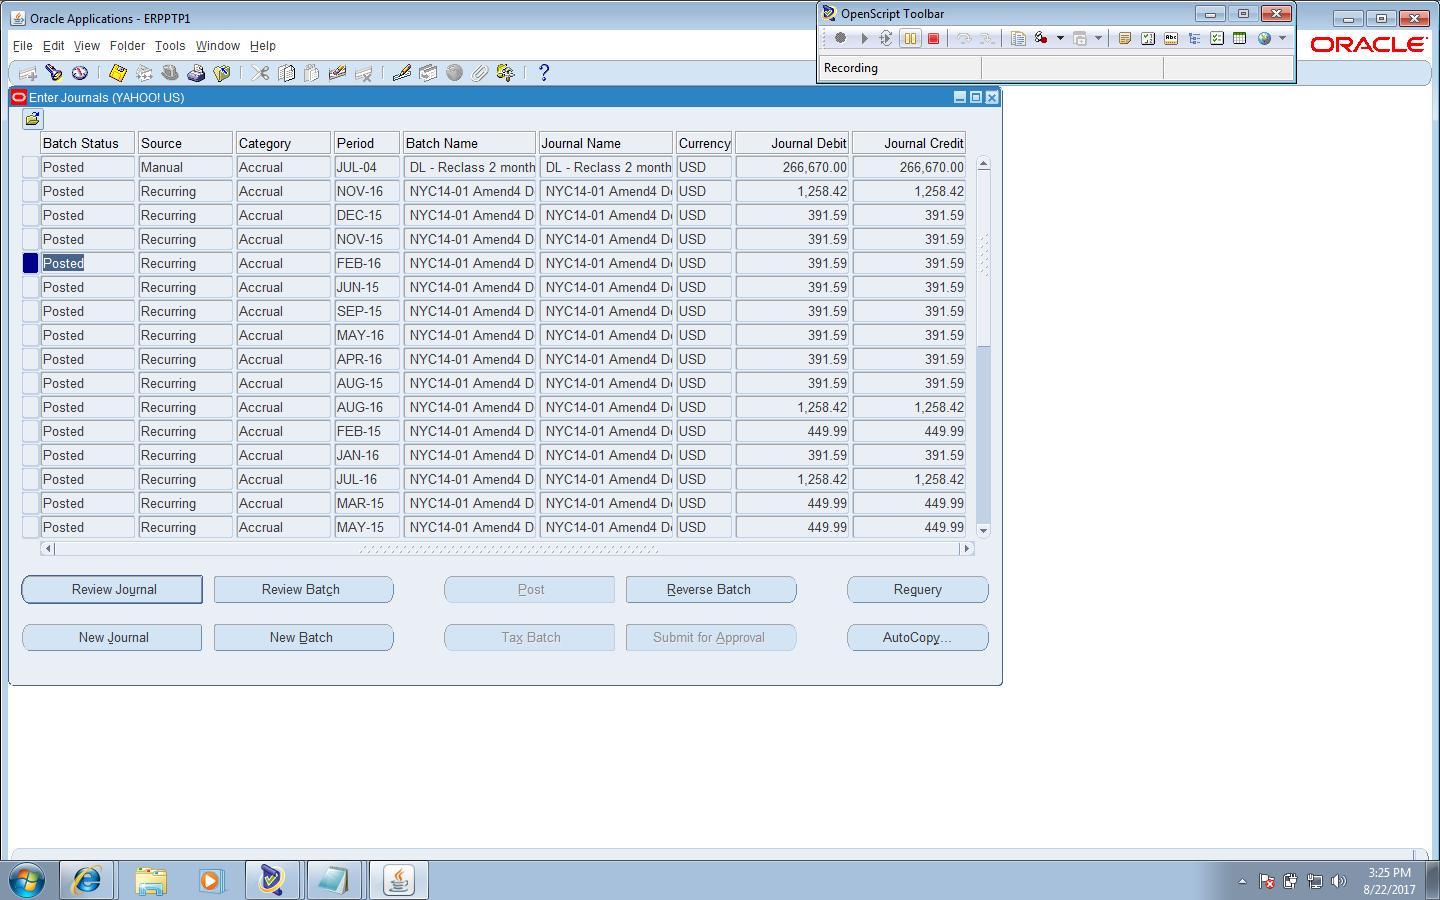 Oracle Applications - ERPPTP1
OpenScript Toolbar
File Edit View Folder Tools Window Help
ORACLE
Recording
Enter Journals (YAHOO! US)
Batch Status Source Category Period Batch Name Journal Name Currency Journal Debit Journal Credit
Posted Manual Accrual JUL-04 DL - Reclass 2 month DL - Reclass 2 month USD 266,670.00 266,670.00
Posted Recurring Accrual NOV-16 NYC14-01 Amend4 D NYC14-01 Amend4 De USD 1,258.42 1,258.42
Posted Recurring Accrual DEC-15 NYC14-01 Amend4 D NYC14-01 Amend4 De USD 391.59 391.59
Posted Recurring Accrual NOV-15 NYC14-01 Amend4 D NYC14-01 Amend4 De USD 391.59 391.59
Posted Recurring Accrual FEB-16 NYC14-01 Amend4 D NYC14-01 Amend4 De USD 391.59 391.59
Posted Recurring Accrual JUN-15 NYC14-01 Amend4 D NYC14-01 Amend4 De USD 391.59 391.59
Posted Recurring Accrual SEP-15 NYC14-01 Amend4 D NYC14-01 Amend4 De USD 391.59 391.59
Posted Recurring Accrual MAY-16 NYC14-01 Amend4 D NYC14-01 Amend4 De USD 391.59 391.59
Posted Recurring Accrual APR-16 NYC14-01 Amend4 D NYC14-01 Amend4 De USD 391.59 391.59
Posted Recurring Accrual AUG-15 NYC14-01 Amend4 D NYC14-01 Amend4 De USD 391.59 391.59
Posted Recurring Accrual AUG-16 NYC14-01 Amend4 D NYC14-01 Amend4 De USD 1,258.42 1,258.42
Posted Recurring Accrual FEB-15 NYC14-01 Amend4 D NYC14-01 Amend4 De USD 449.99 449.99
Posted Recurring Accrual JAN-16 NYC14-01 Amend4 D NYC14-01 Amend4 De USD 391.59 391.59
Posted Recurring Accrual JUL-16 NYC14-01 Amend4 D NYC14-01 Amend4 De USD 1,258.42 1,258.42
Posted Recurring Accrual MAR-15 NYC14-01 Amend4 D NYC14-01 Amend4 De USD 449.99 449.99
Posted Recurring Accrual MAY-15 NYC14-01 Amend4 D NYC14-01 Amend4 De USD 449.99 449.99
Review Journal Review Batch Post Reverse Batch Requery
New Journal New Batch Tax Batch Submit for Approval AutoCopy...
3:25 PM
8/22/2017